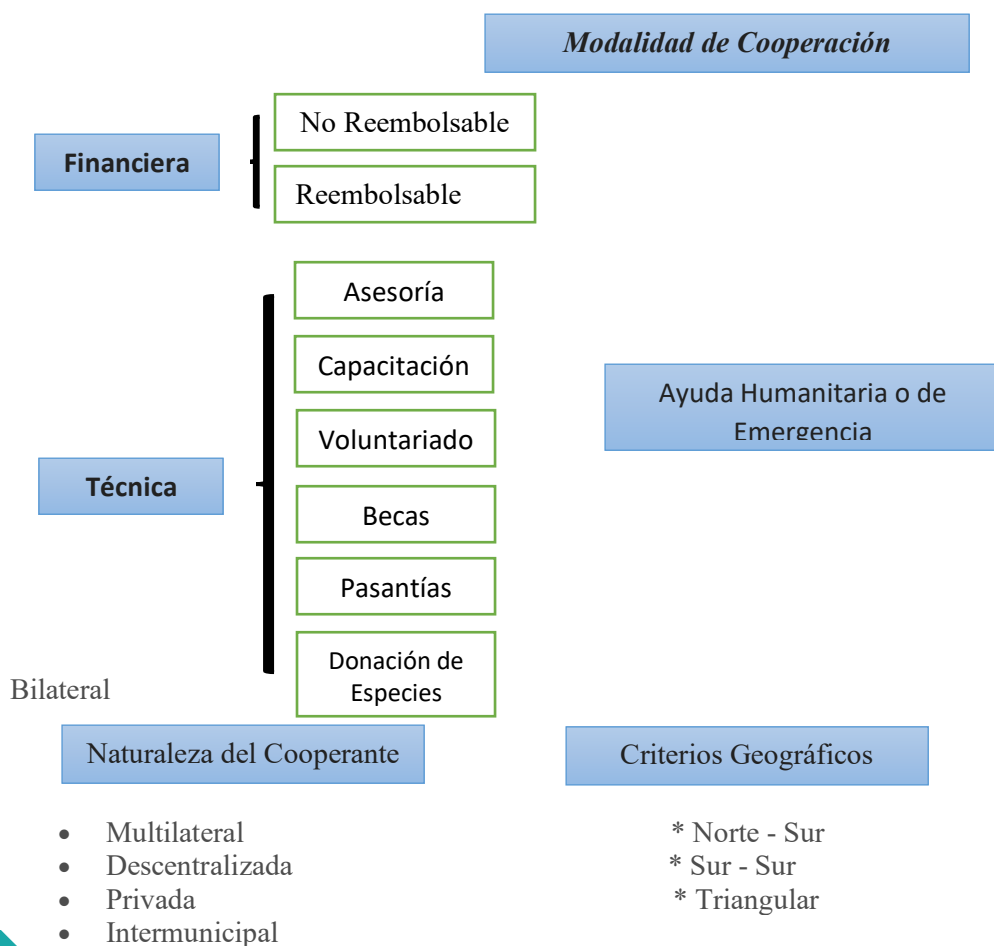 Modalidad de Cooperación
Financiera
No Reembolsable
Reembolsable
Técnica
Asesoría
Capacitación
Voluntariado
Becas
Pasantías
Donación de
Especies
Ayuda Humanitaria o de
Emergencia
Bilateral
Naturaleza del Cooperante
• Multilateral
• Descentralizada
• Privada
• Intermunicipal
Criterios Geográficos
* Norte - Sur
* Sur - Sur
* Triangular